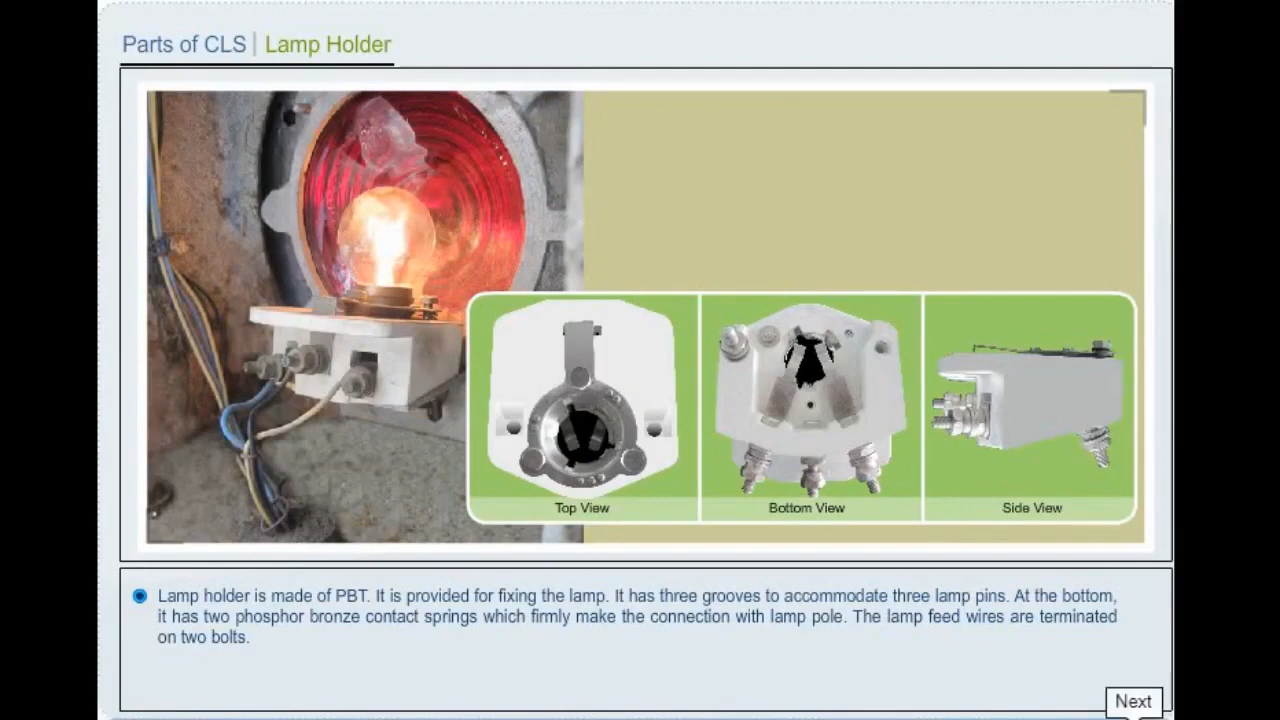 Parts of CLS | Lamp Holder
Top View
Bottom View
Side View
Lamp holder is made of PBT. It is provided for fixing the lamp. It has three grooves to accommodate three lamp pins. At the bottom,
it has two phosphor bronze contact springs which firmly make the connection with lamp pole. The lamp feed wires are terminated
on two bolts.
Next